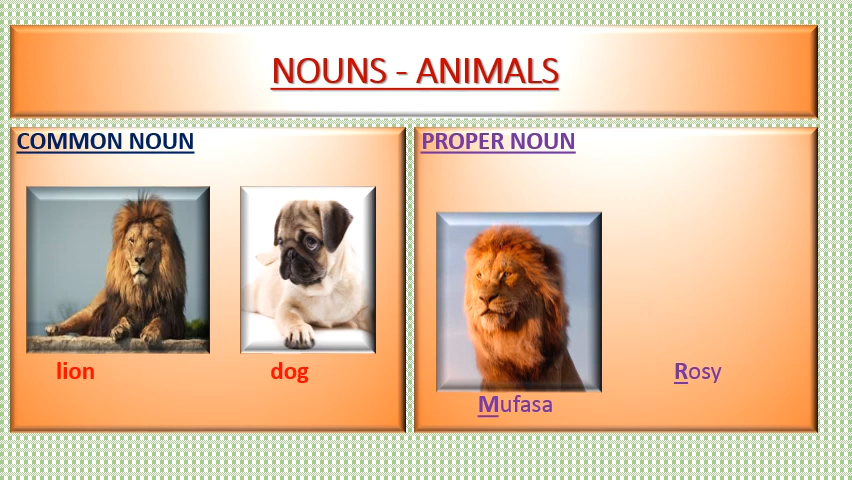 NOUNS - ANIMALS
COMMON NOUN
lion
dog
PROPER NOUN
Mufasa
Rosy